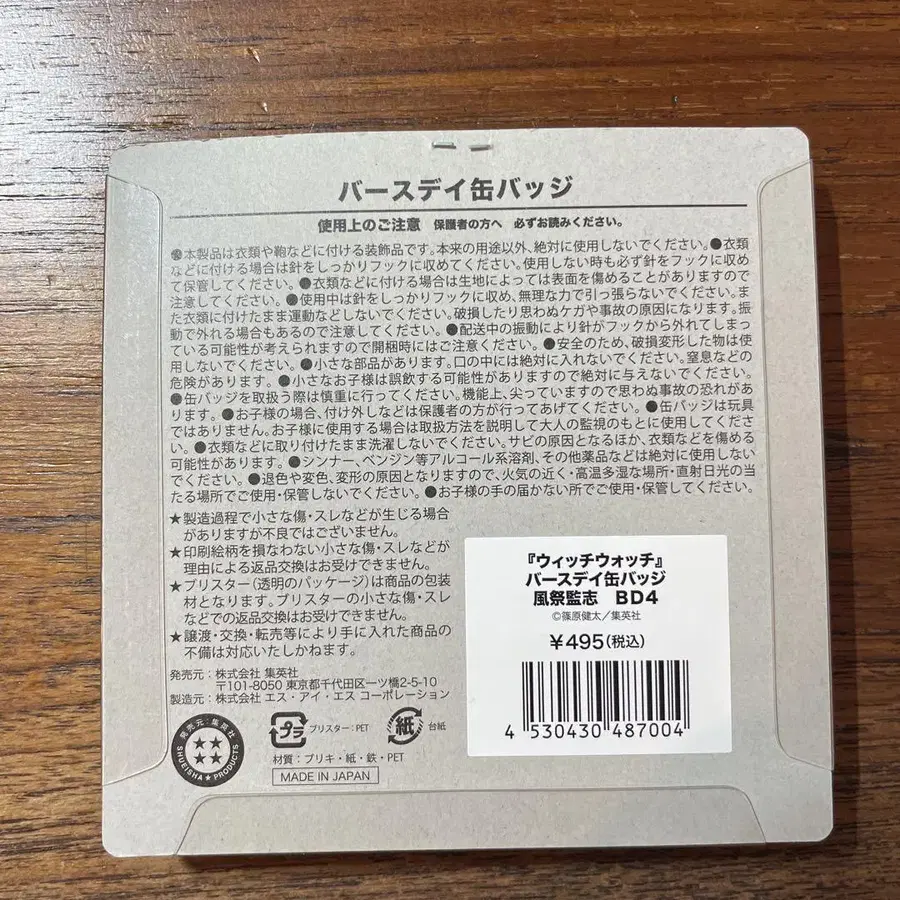 バースデイ缶バッジ
使用上のご注意 保護者の方へ 必ずお読みください。
●本製品は衣類や鞄などに付ける装飾品です。本来の用途以外、絶対に使用しないでください。●衣類
などに付ける場合は針をしっかりフックに収めてください。使用しない時も必ず針をフックに収め
て保管してください。●衣類などに付ける場合は生地によっては表面を傷めることがありますので
注意してください。●使用中は針をしっかりフックに収め、無理な力で引っ張らないでください。ま
た衣類に付けたまま運動などしないでください。破損したり思わぬケガや事故の原因になります。振
動で外れる場合もあるので注意してください。●配送中の振動により針がフックから外れてしまっ
ている可能性が考えられますので開梱時にはご注意ください。●安全のため、破損変形した物は使
用しないでください。●小さな部品があります。口の中には絶対に入れないでください。窒息などの
危険があります。●小さなお子様は誤飲する可能性がありますので絶対に与えないでください。
●缶バッジを取扱う際は慎重に行ってください。機能上、尖っていますので思わぬ事故の恐れがあ
ります。●お子様の場合、付け外しなどは保護者の方が行ってあげてください。●缶バッジは玩具
ではありません。お子様に使用する場合は取扱方法を説明して大人の監視のもとに使用してくださ
い。●衣類などに取り付けたまま洗濯しないでください。サビの原因となるほか、衣類などを傷める
可能性があります。●シンナー、ベンジン等アルコール系溶剤、その他薬品などは絶対に使用しない
でください。●退色や変色、変形の原因となりますので、火気の近く・高温多湿な場所・直射日光の当
たる場所でご使用・保管しないでください。●お子様の手の届かない所でご使用・保管してください。
★製造過程で小さな傷・スレなどが生じる場合
がありますが不良ではございません。
★印刷絵柄を損なわない小さな傷・スレなどが
理由による返品交換はお受けできません。
★ブリスター(透明のパッケージ)は商品の包装
材となります。ブリスターの小さな傷・スレ
などでの返品交換はお受けできません。
★譲渡・交換・転売等により手に入れた商品の
不備は対応いたしかねます。
発売元：株式会社 集英社
〒101-8050 東京都千代田区一ツ橋2-5-10
製造元：株式会社 エス・アイ・エス コーポレーション
発売元：集英社
SHUEISHA★PRODUCTS
プラ ブリスター：PET 紙 台紙
材質：ブリキ・紙・鉄・PET
MADE IN JAPAN
『ウィッチウォッチ』
バースデイ缶バッジ
風祭監志 BD4
©篠原健太／集英社
¥495(税込)
4 530430 487004